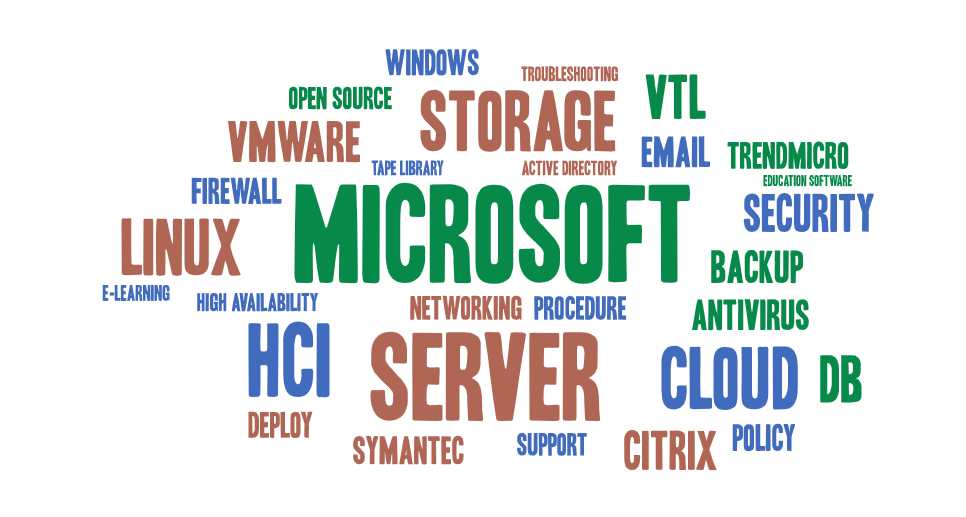 WINDOWS
TROUBLESHOOTING
OPEN SOURCE
STORAGE
VTL
VMWARE
EMAIL
TRENDMICRO
TAPE LIBRARY
ACTIVE DIRECTORY
EDUCATION SOFTWARE
FIREWALL
MICROSOFT
SECURITY
LINUX
BACKUP
E-LEARNING
HIGH AVAILABILITY
NETWORKING
PROCEDURE
ANTIVIRUS
HCI
SERVER
CLOUD
DB
DEPLOY
SYMANTEC
SUPPORT
CITRIX
POLICY